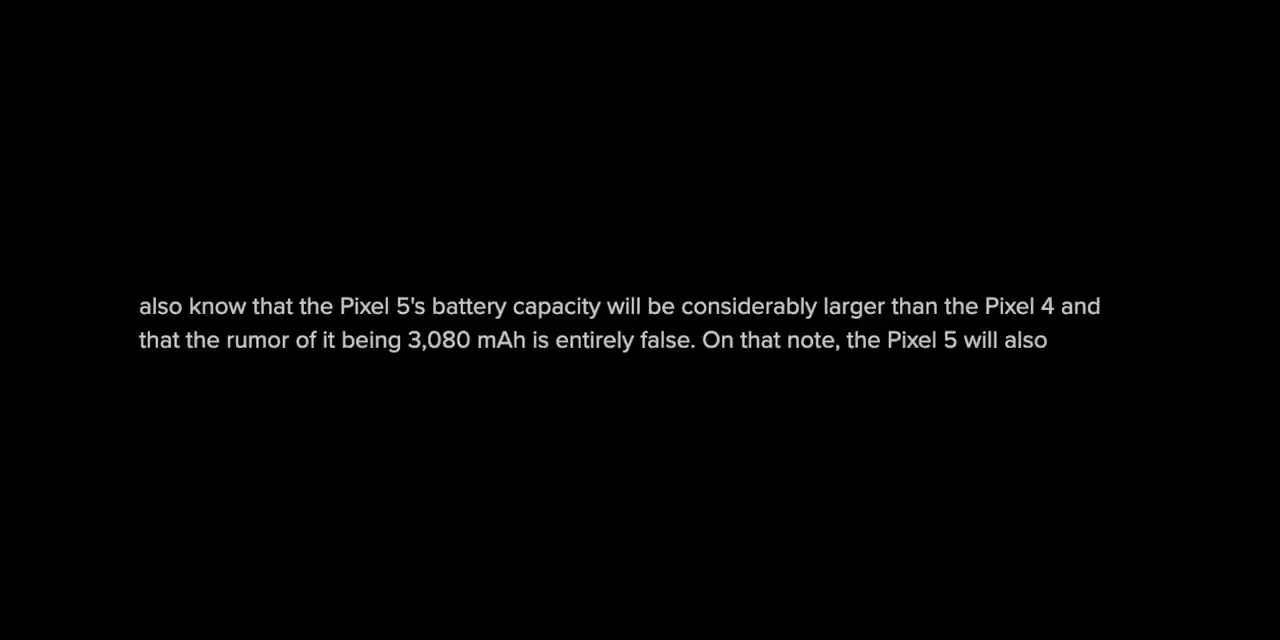 also know that the Pixel 5's battery capacity will be considerably larger than the Pixel 4 and
that the rumor of it being 3,080 mAh is entirely false. On that note, the Pixel 5 will also